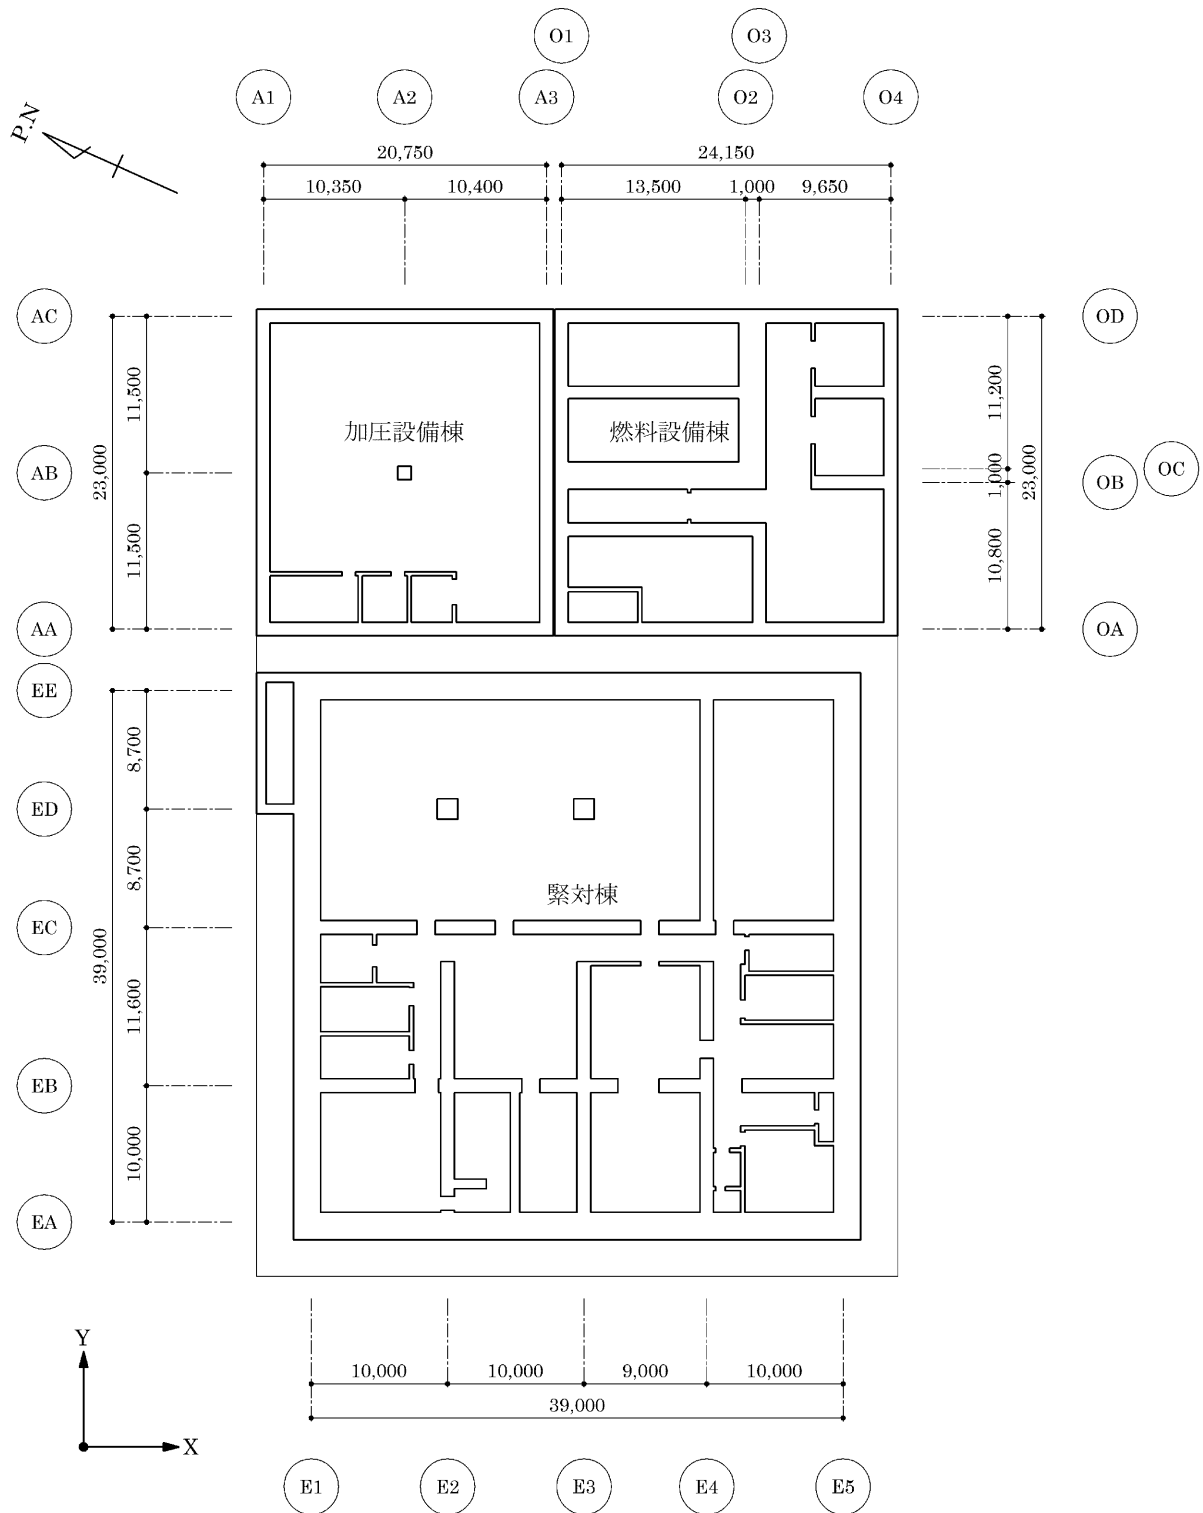 O1 O3
A1 A2 A3 O2 O4
P.N
20,750 24,150
10,350 10,400 13,500 1,000 9,650
AC OD
11,500 11,200
加圧設備棟 燃料設備棟
AB OC
23,000 1,000 23,000
OB
11,500 10,800
AA OA
EE
8,700
ED
8,700
緊対棟
EC
39,000
11,600
EB
10,000
EA
Y
10,000 10,000 9,000 10,000
39,000
X
E1 E2 E3 E4 E5